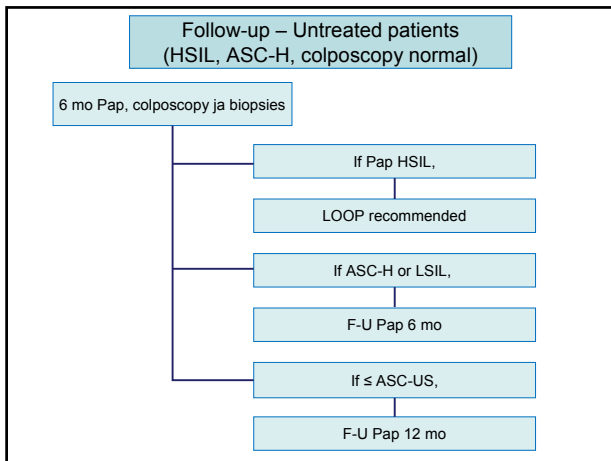 Follow-up – Untreated patients
(HSIL, ASC-H, colposcopy normal)
6 mo Pap, colposcopy ja biopsies
If Pap HSIL,
LOOP recommended
If ASC-H or LSIL,
F-U Pap 6 mo
If ≤ ASC-US,
F-U Pap 12 mo